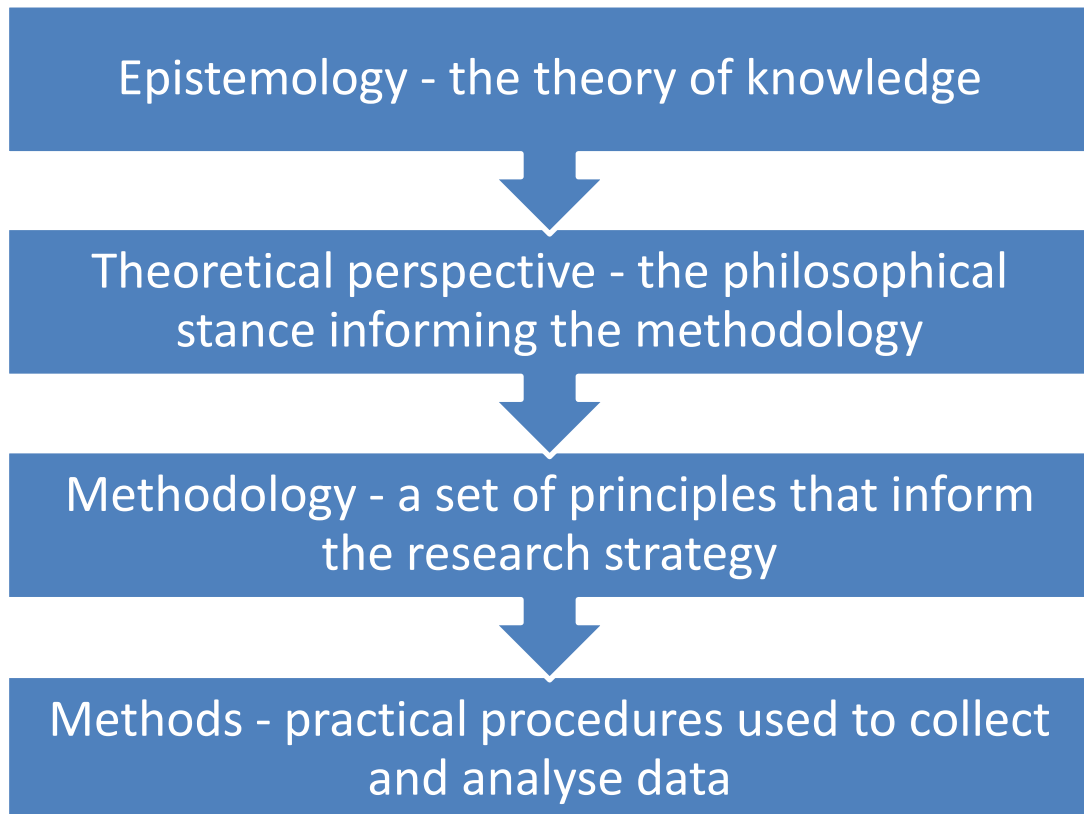 Epistemology - the theory of knowledge
Theoretical perspective - the philosophical
stance informing the methodology
Methodology - a set of principles that inform
the research strategy
Methods - practical procedures used to collect
and analyse data